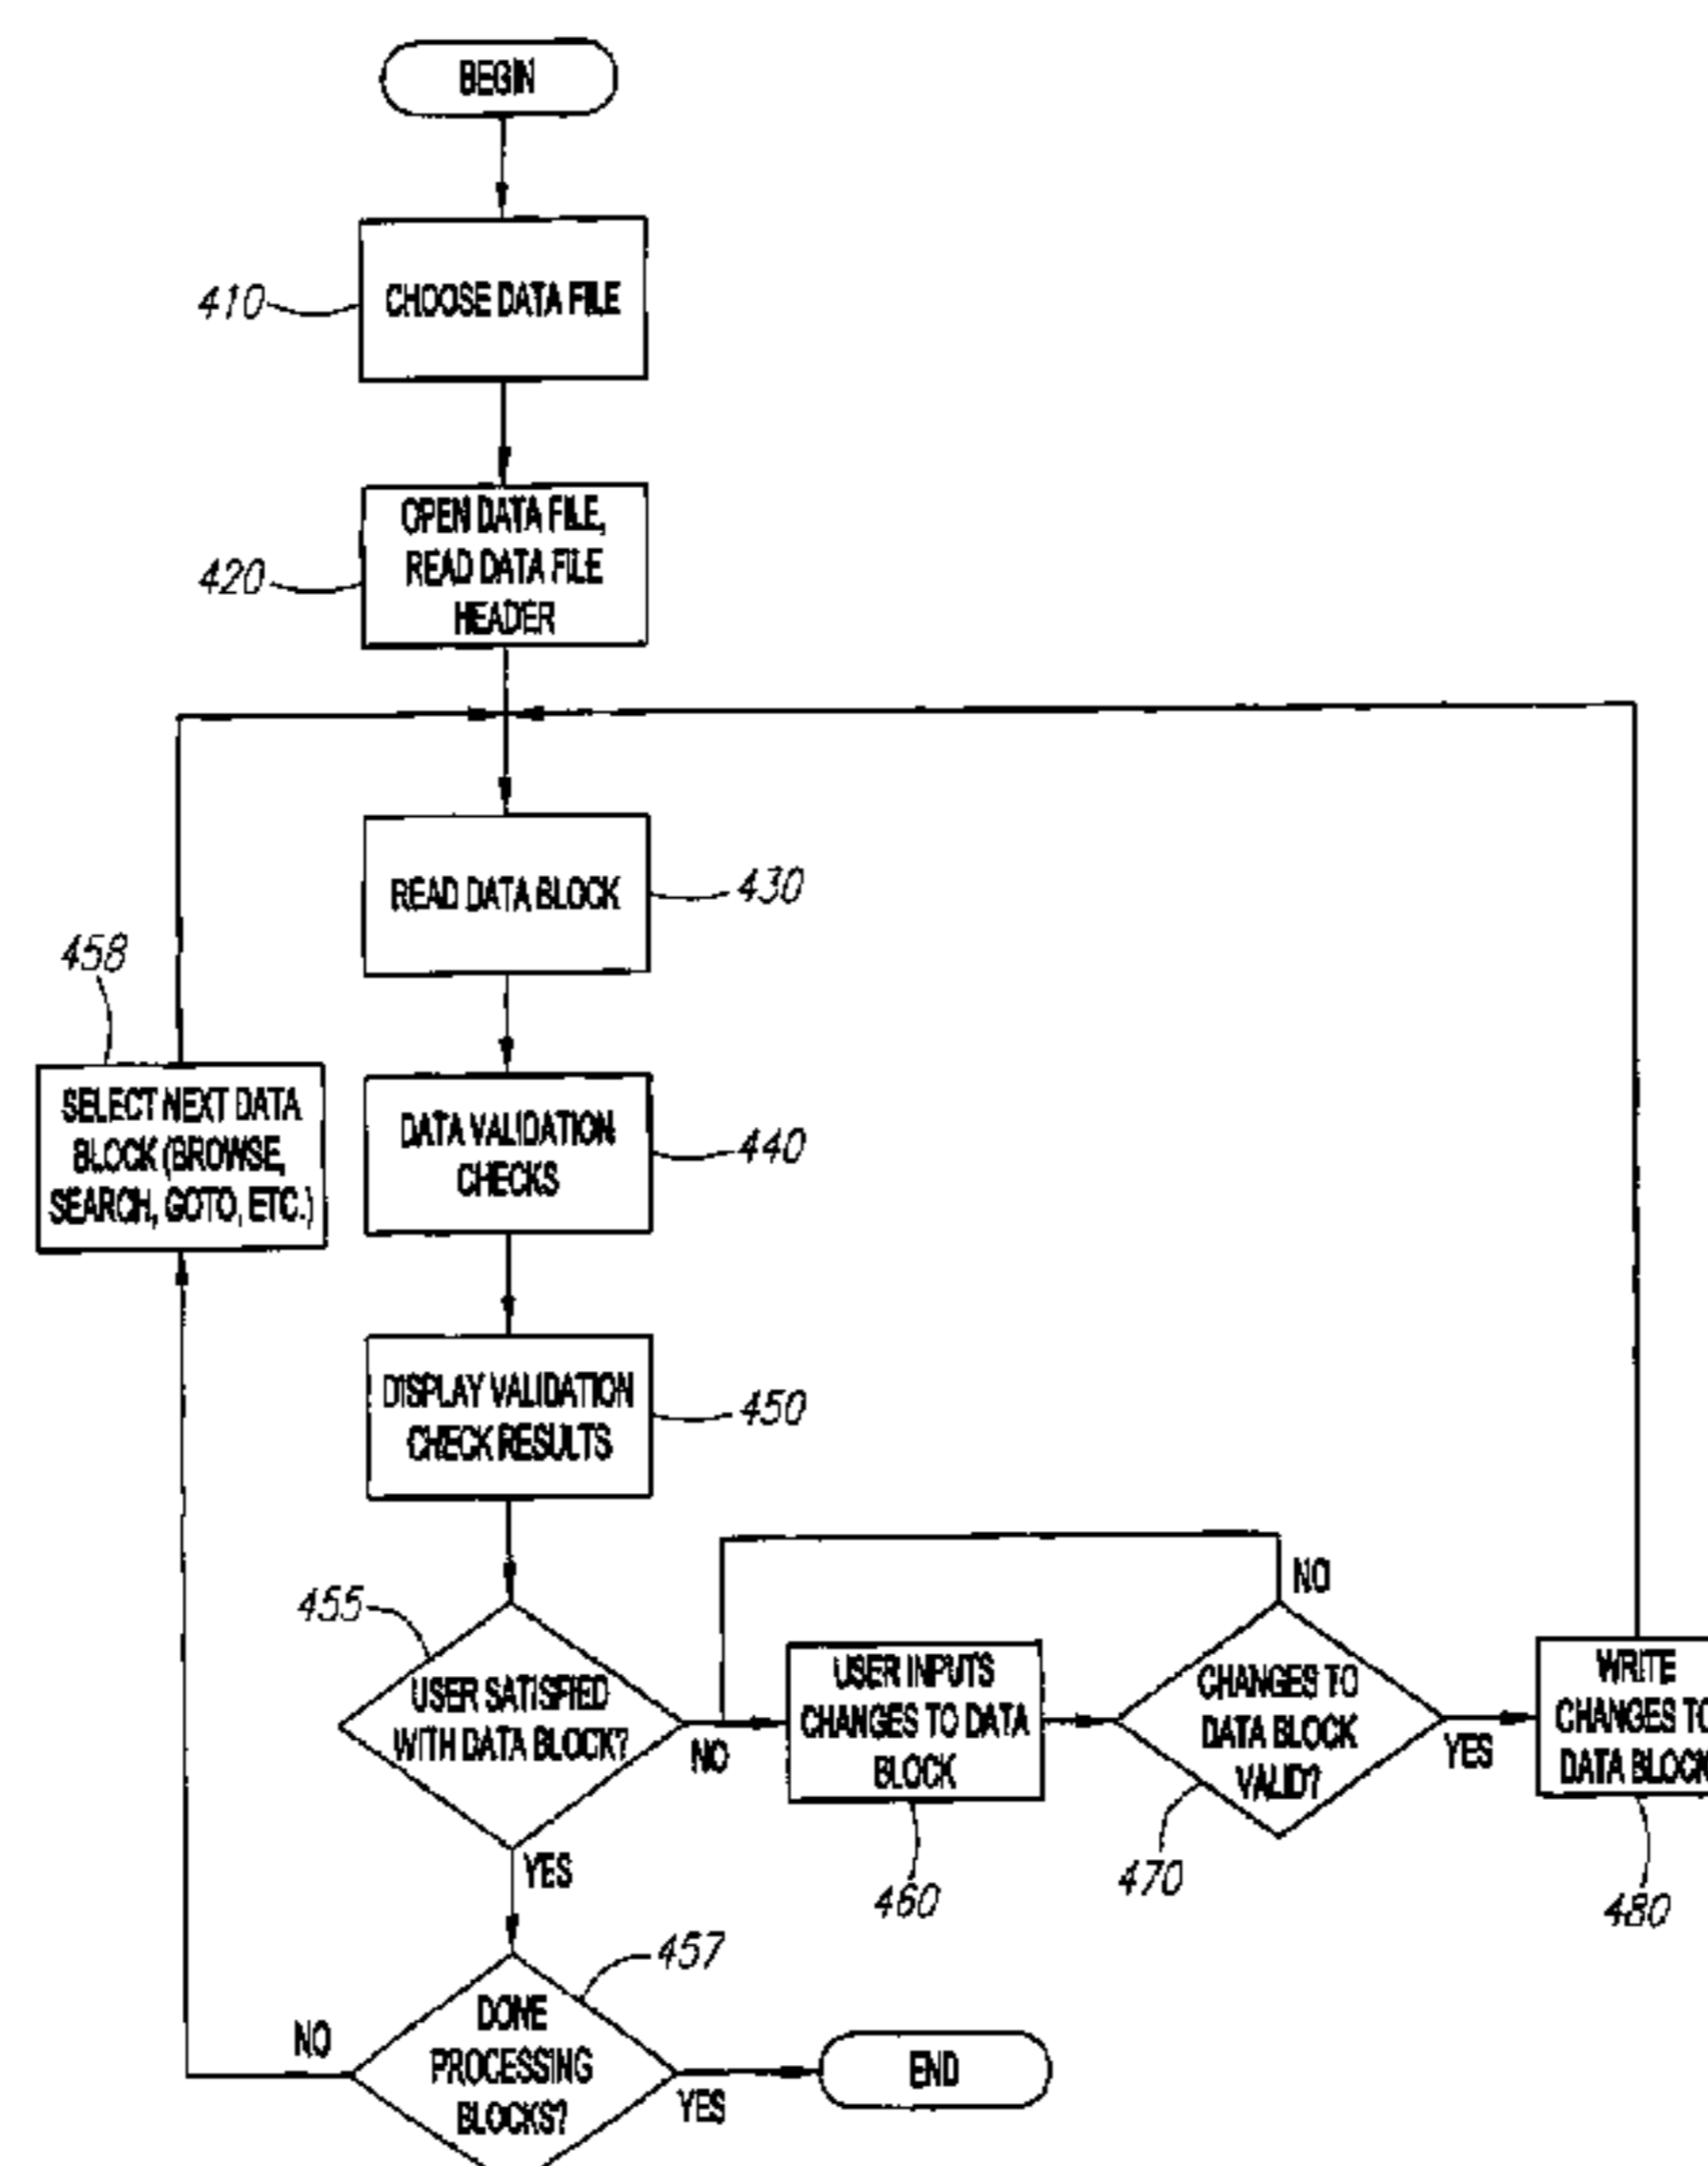 BEGIN
410
CHOOSE DATA FILE
420
OPEN DATA FILE,
READ DATA FILE
HEADER
READ DATA BLOCK
430
458
SELECT NEXT DATA
BLOCK (BROWSE,
SEARCH, GOTO, ETC.)
DATA VALIDATION
CHECKS
440
DISPLAY VALIDATION
CHECK RESULTS
450
455
USER SATISFIED
WITH DATA BLOCK?
NO
YES
USER INPUTS
CHANGES TO DATA
BLOCK
460
NO
CHANGES TO
DATA BLOCK
VALID?
YES
470
WRITE
CHANGES TO
DATA BLOCK
480
457
DONE
PROCESSING
BLOCKS?
NO
YES
END